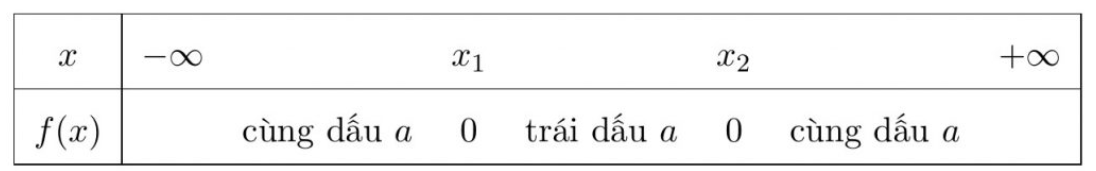 x −∞ x₁ x₂ +∞
f(x) cùng dấu a 0 trái dấu a 0 cùng dấu a